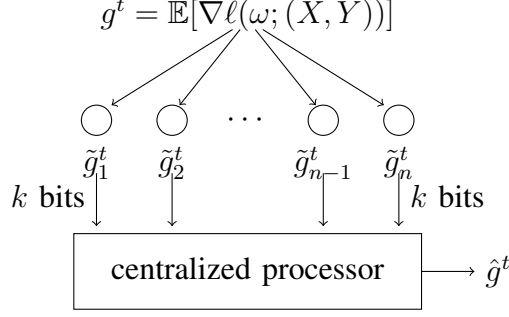 g^t = 𝔼[∇ℓ(ω; (X, Y))]
⋯
g̃_1^t g̃_2^t g̃_{n−1}^t g̃_n^t
k bits k bits
centralized processor ĝ^t